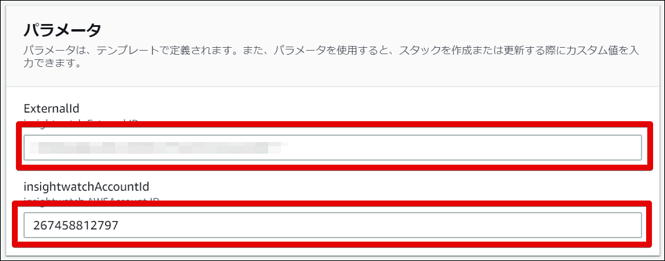 パラメータ
パラメータは、テンプレートで定義されます。また、パラメータを使用すると、スタックを作成または更新する際にカスタム値を入
力できます。
ExternalId
insightwatchAccountId
267458812797